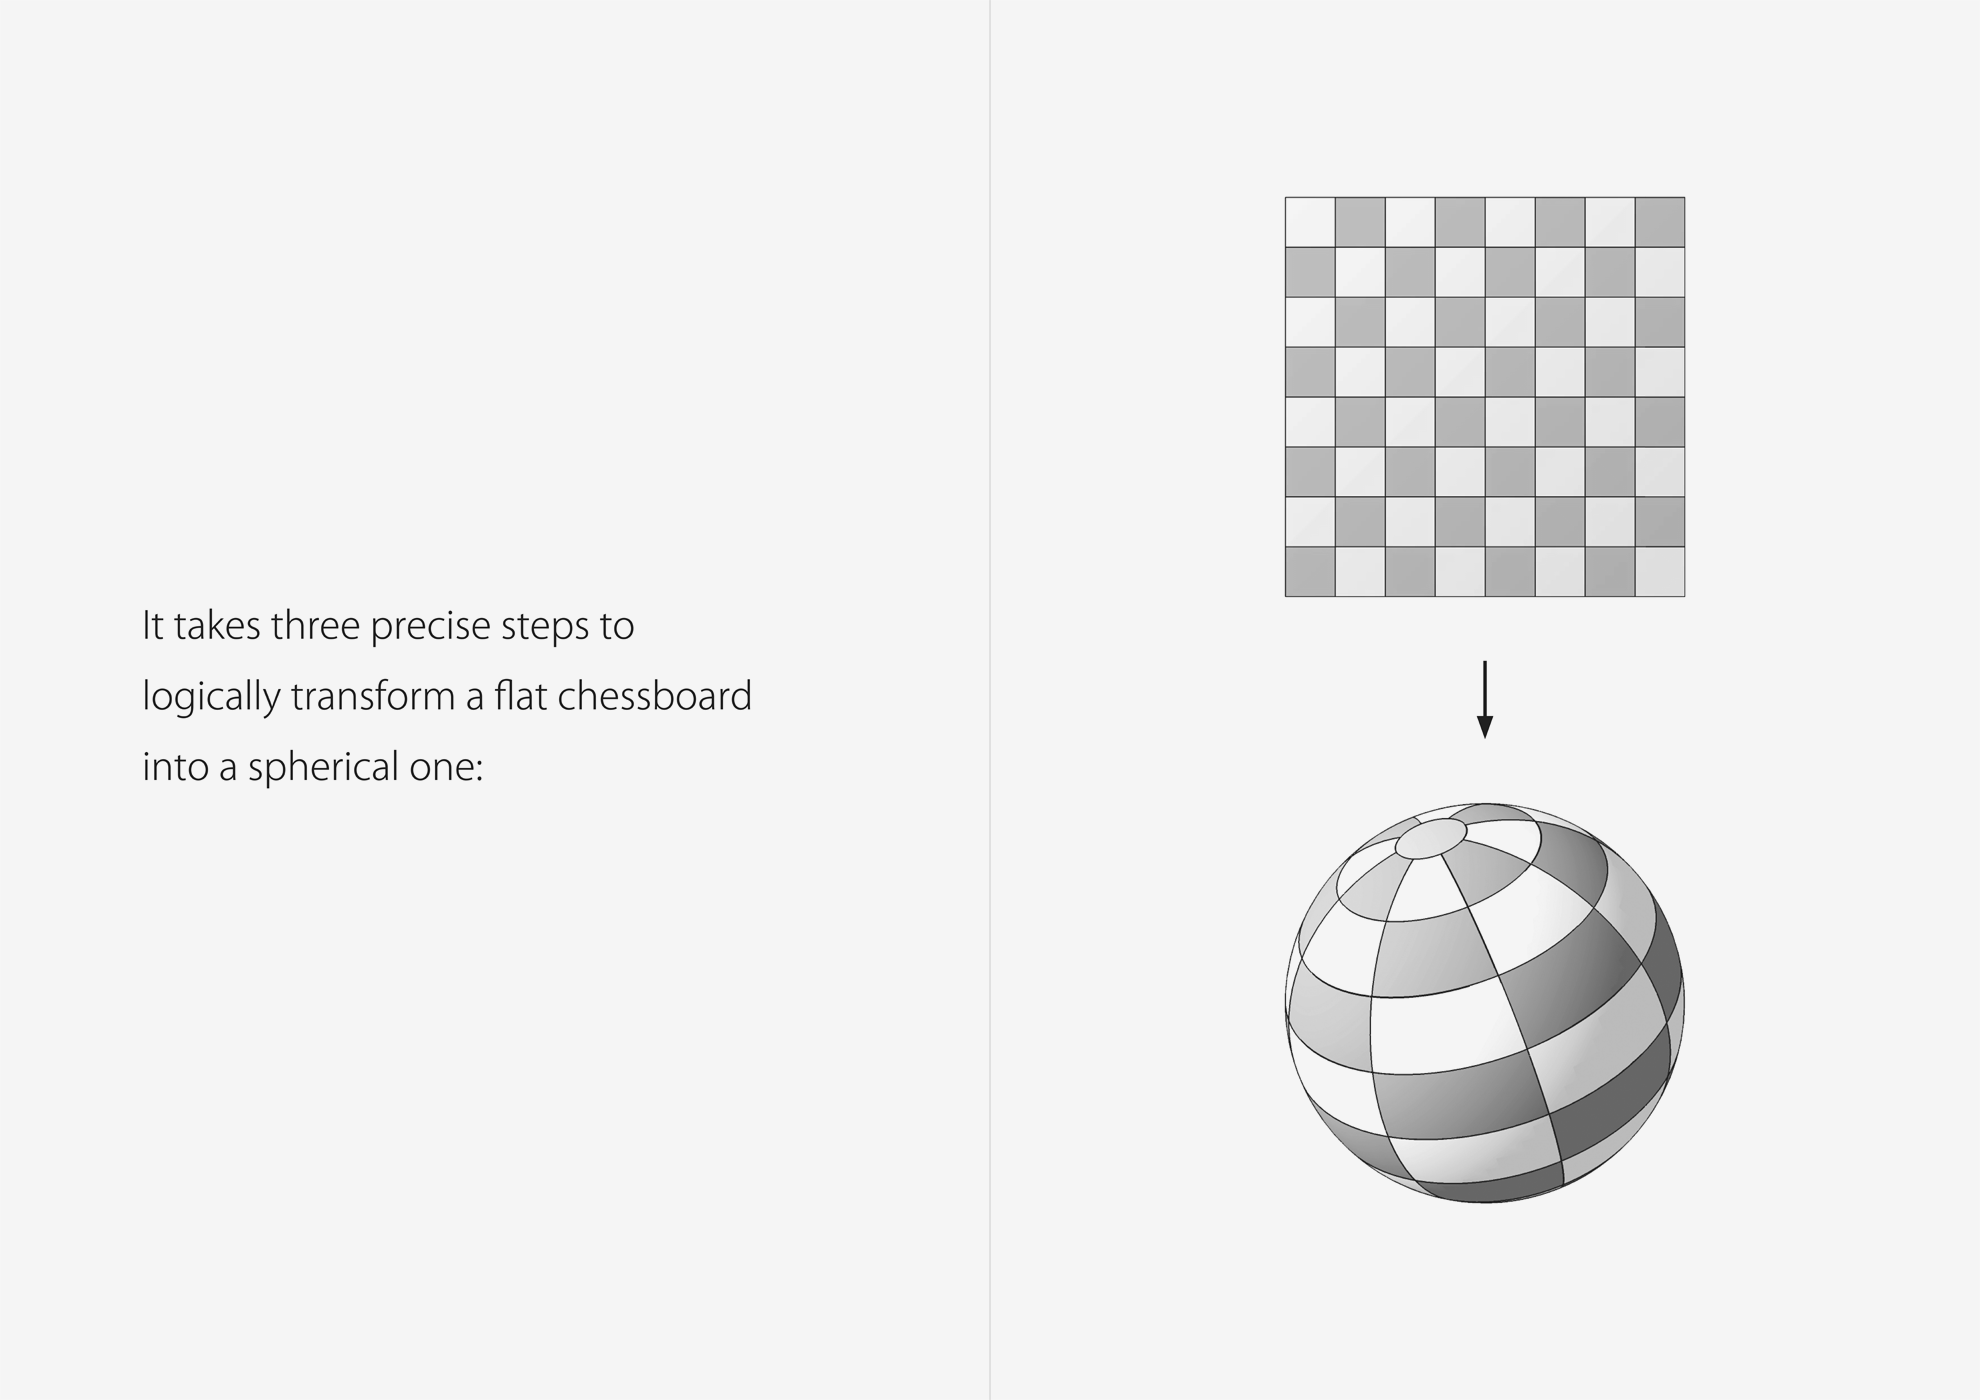 It takes three precise steps to
logically transform a flat chessboard
into a spherical one: